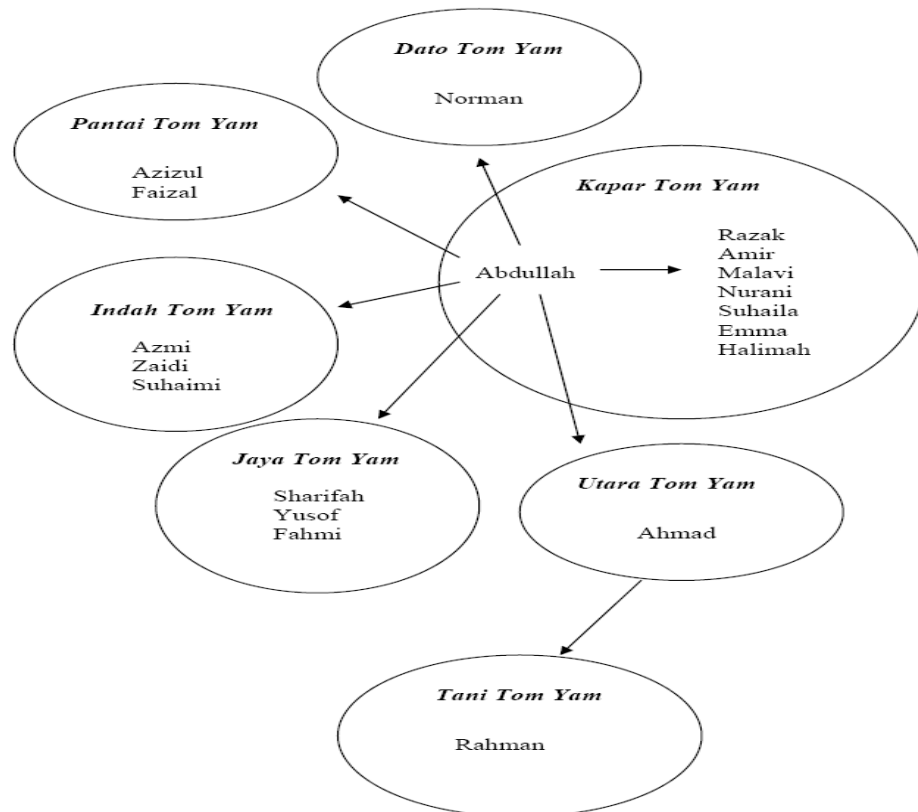 Dato Tom Yam
Norman
Pantai Tom Yam
Azizul
Faizal
Kapar Tom Yam
Abdullah
Razak
Amir
Malavi
Nurani
Suhaila
Emma
Halimah
Indah Tom Yam
Azmi
Zaidi
Suhaimi
Jaya Tom Yam
Sharifah
Yusof
Fahmi
Utara Tom Yam
Ahmad
Tani Tom Yam
Rahman